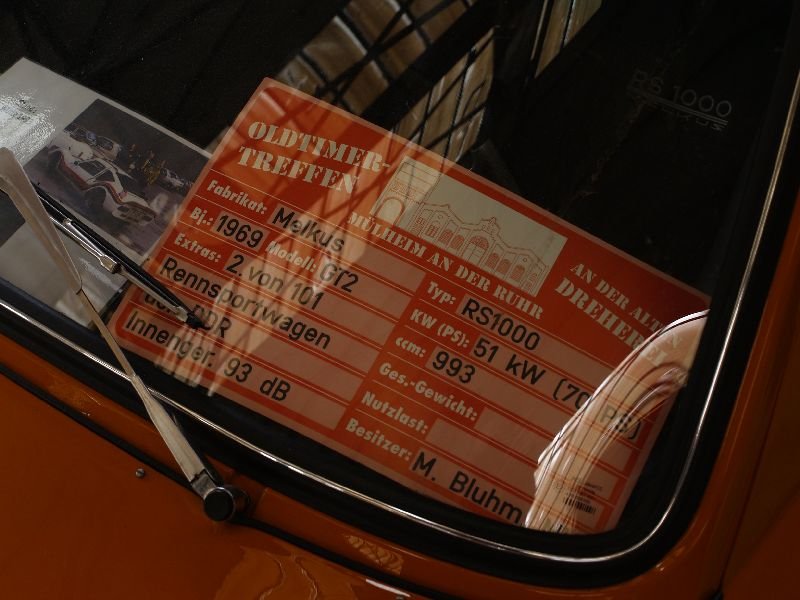 RS 1000
MELKUS
OLDTIMER-
TREFFEN
MÜLHEIM AN DER RUHR
AN DER ALTEN
DREHEREI
Fabrikat: Melkus
Bj.: 1969 Modell: GT2
Extras: 2. von 101
Rennsportwagen
der DDR
Innenger. 93 dB
Typ: RS1000
KW (PS): 51 kW (70 PS)
ccm: 993
Ges.-Gewicht:
Nutzlast:
Besitzer: M. Bluhm